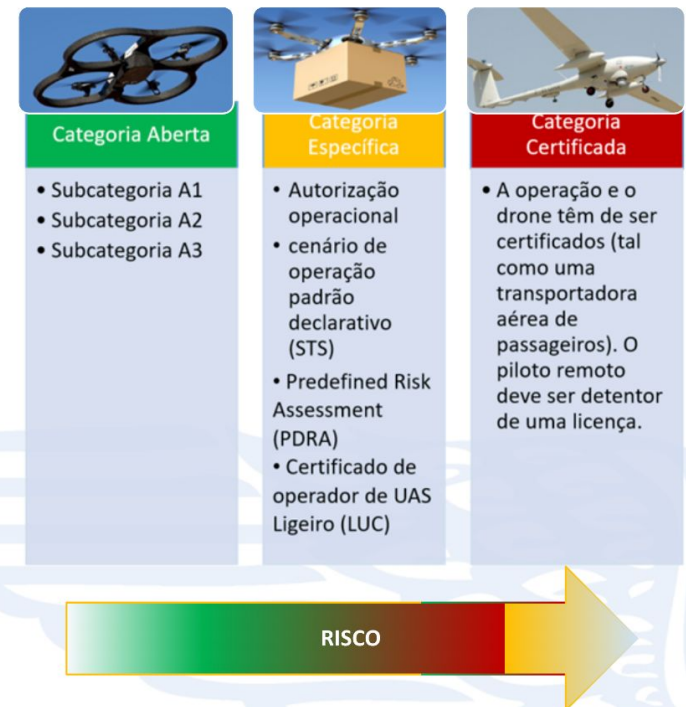 Categoria Aberta
• Subcategoria A1
• Subcategoria A2
• Subcategoria A3
Categoria
Específica
• Autorização
operacional
• cenário de
operação
padrão
declarativo
(STS)
• Predefined Risk
Assessment
(PDRA)
• Certificado de
operador de UAS
Ligeiro (LUC)
Categoria
Certificada
• A operação e o
drone têm de ser
certificados (tal
como uma
transportadora
aérea de
passageiros). O
piloto remoto
deve ser detentor
de uma licença.
RISCO